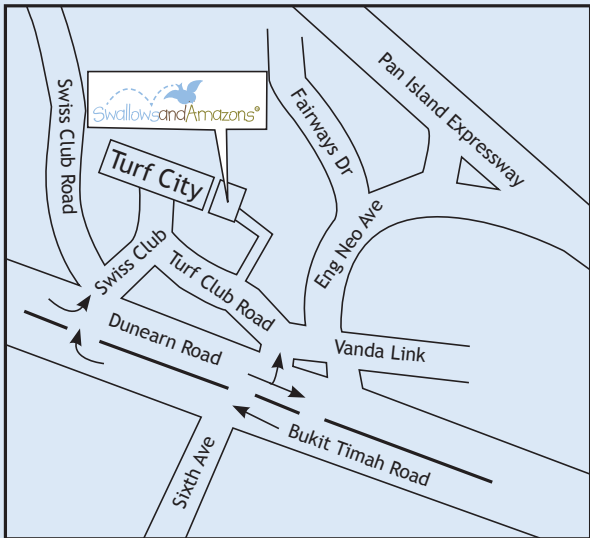 Pan Island Expressway
Swiss Club Road
SwallowsandAmazons®
Fairways Dr
Turf City
Eng Neo Ave
Swiss Club
Turf Club Road
Dunearn Road
Vanda Link
Bukit Timah Road
Sixth Ave